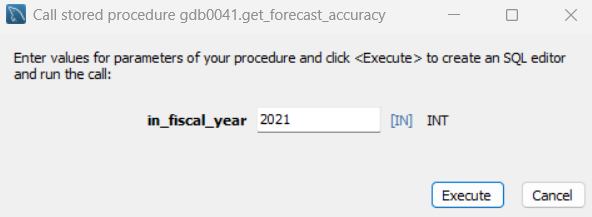 Call stored procedure gdb0041.get_forecast_accuracy
Enter values for parameters of your procedure and click <Execute> to create an SQL editor
and run the call:
in_fiscal_year 2021 [IN] INT
Execute Cancel